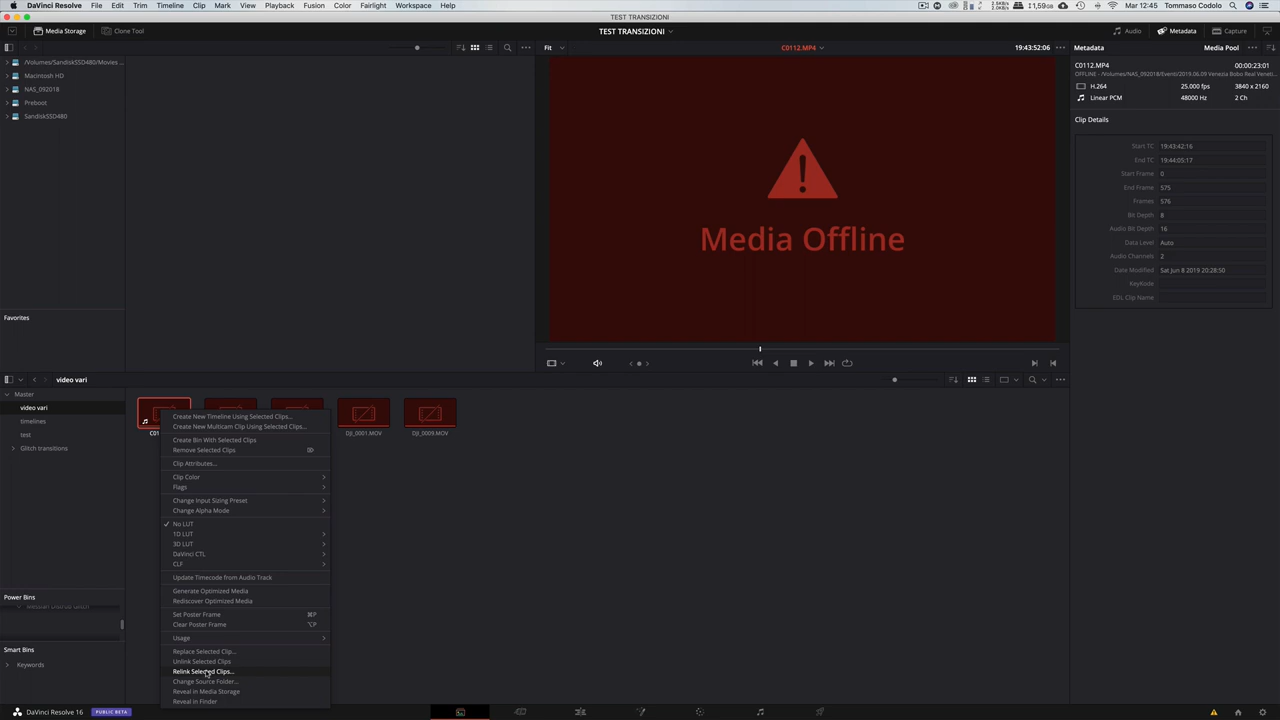 DaVinci Resolve File Edit Trim Timeline Clip Mark View Playback Fusion Color Fairlight Workspace Help
11,59GB Mar 12:45 Tommaso Codolo
TEST TRANSIZIONI
Media Storage Clone Tool
TEST TRANSIZIONI
Audio Metadata Capture
Fit C0112.MP4 19:43:52:06
Metadata Media Pool
/Volumes/SandiskSSD480/Movies ...
Macintosh HD
NAS_092018
Preboot
SandiskSSD480
C0112.MP4 00:00:23:01
OFFLINE - /Volumes/NAS_092018/Eventi/2019.06.09 Venezia Bobo Real Veneti...
H.264 25.000 fps 3840 x 2160
Linear PCM 48000 Hz 2 Ch
Clip Details
Start TC 19:43:42:16
End TC 19:44:05:17
Start Frame 0
End Frame 575
Frames 576
Bit Depth 8
Audio Bit Depth 16
Data Level Auto
Audio Channels 2
Date Modified Sat Jun 8 2019 20:28:50
KeyKode
EDL Clip Name
Media Offline
Favorites
video vari
Master
video vari
timelines
test
Glitch transitions
C01
DJI_0001.MOV
DJI_0009.MOV
Create New Timeline Using Selected Clips...
Create New Multicam Clip Using Selected Clips...
Create Bin With Selected Clips
Remove Selected Clips
Clip Attributes...
Clip Color
Flags
Change Input Sizing Preset
Change Alpha Mode
No LUT
1D LUT
3D LUT
DaVinci CTL
CLF
Update Timecode from Audio Track
Generate Optimized Media
Rediscover Optimized Media
Set Poster Frame ⌘P
Clear Poster Frame ⌥P
Usage
Replace Selected Clip...
Unlink Selected Clips
Relink Selected Clips...
Change Source Folder...
Reveal in Media Storage
Reveal in Finder
Power Bins
Smart Bins
Keywords
DaVinci Resolve 16 PUBLIC BETA